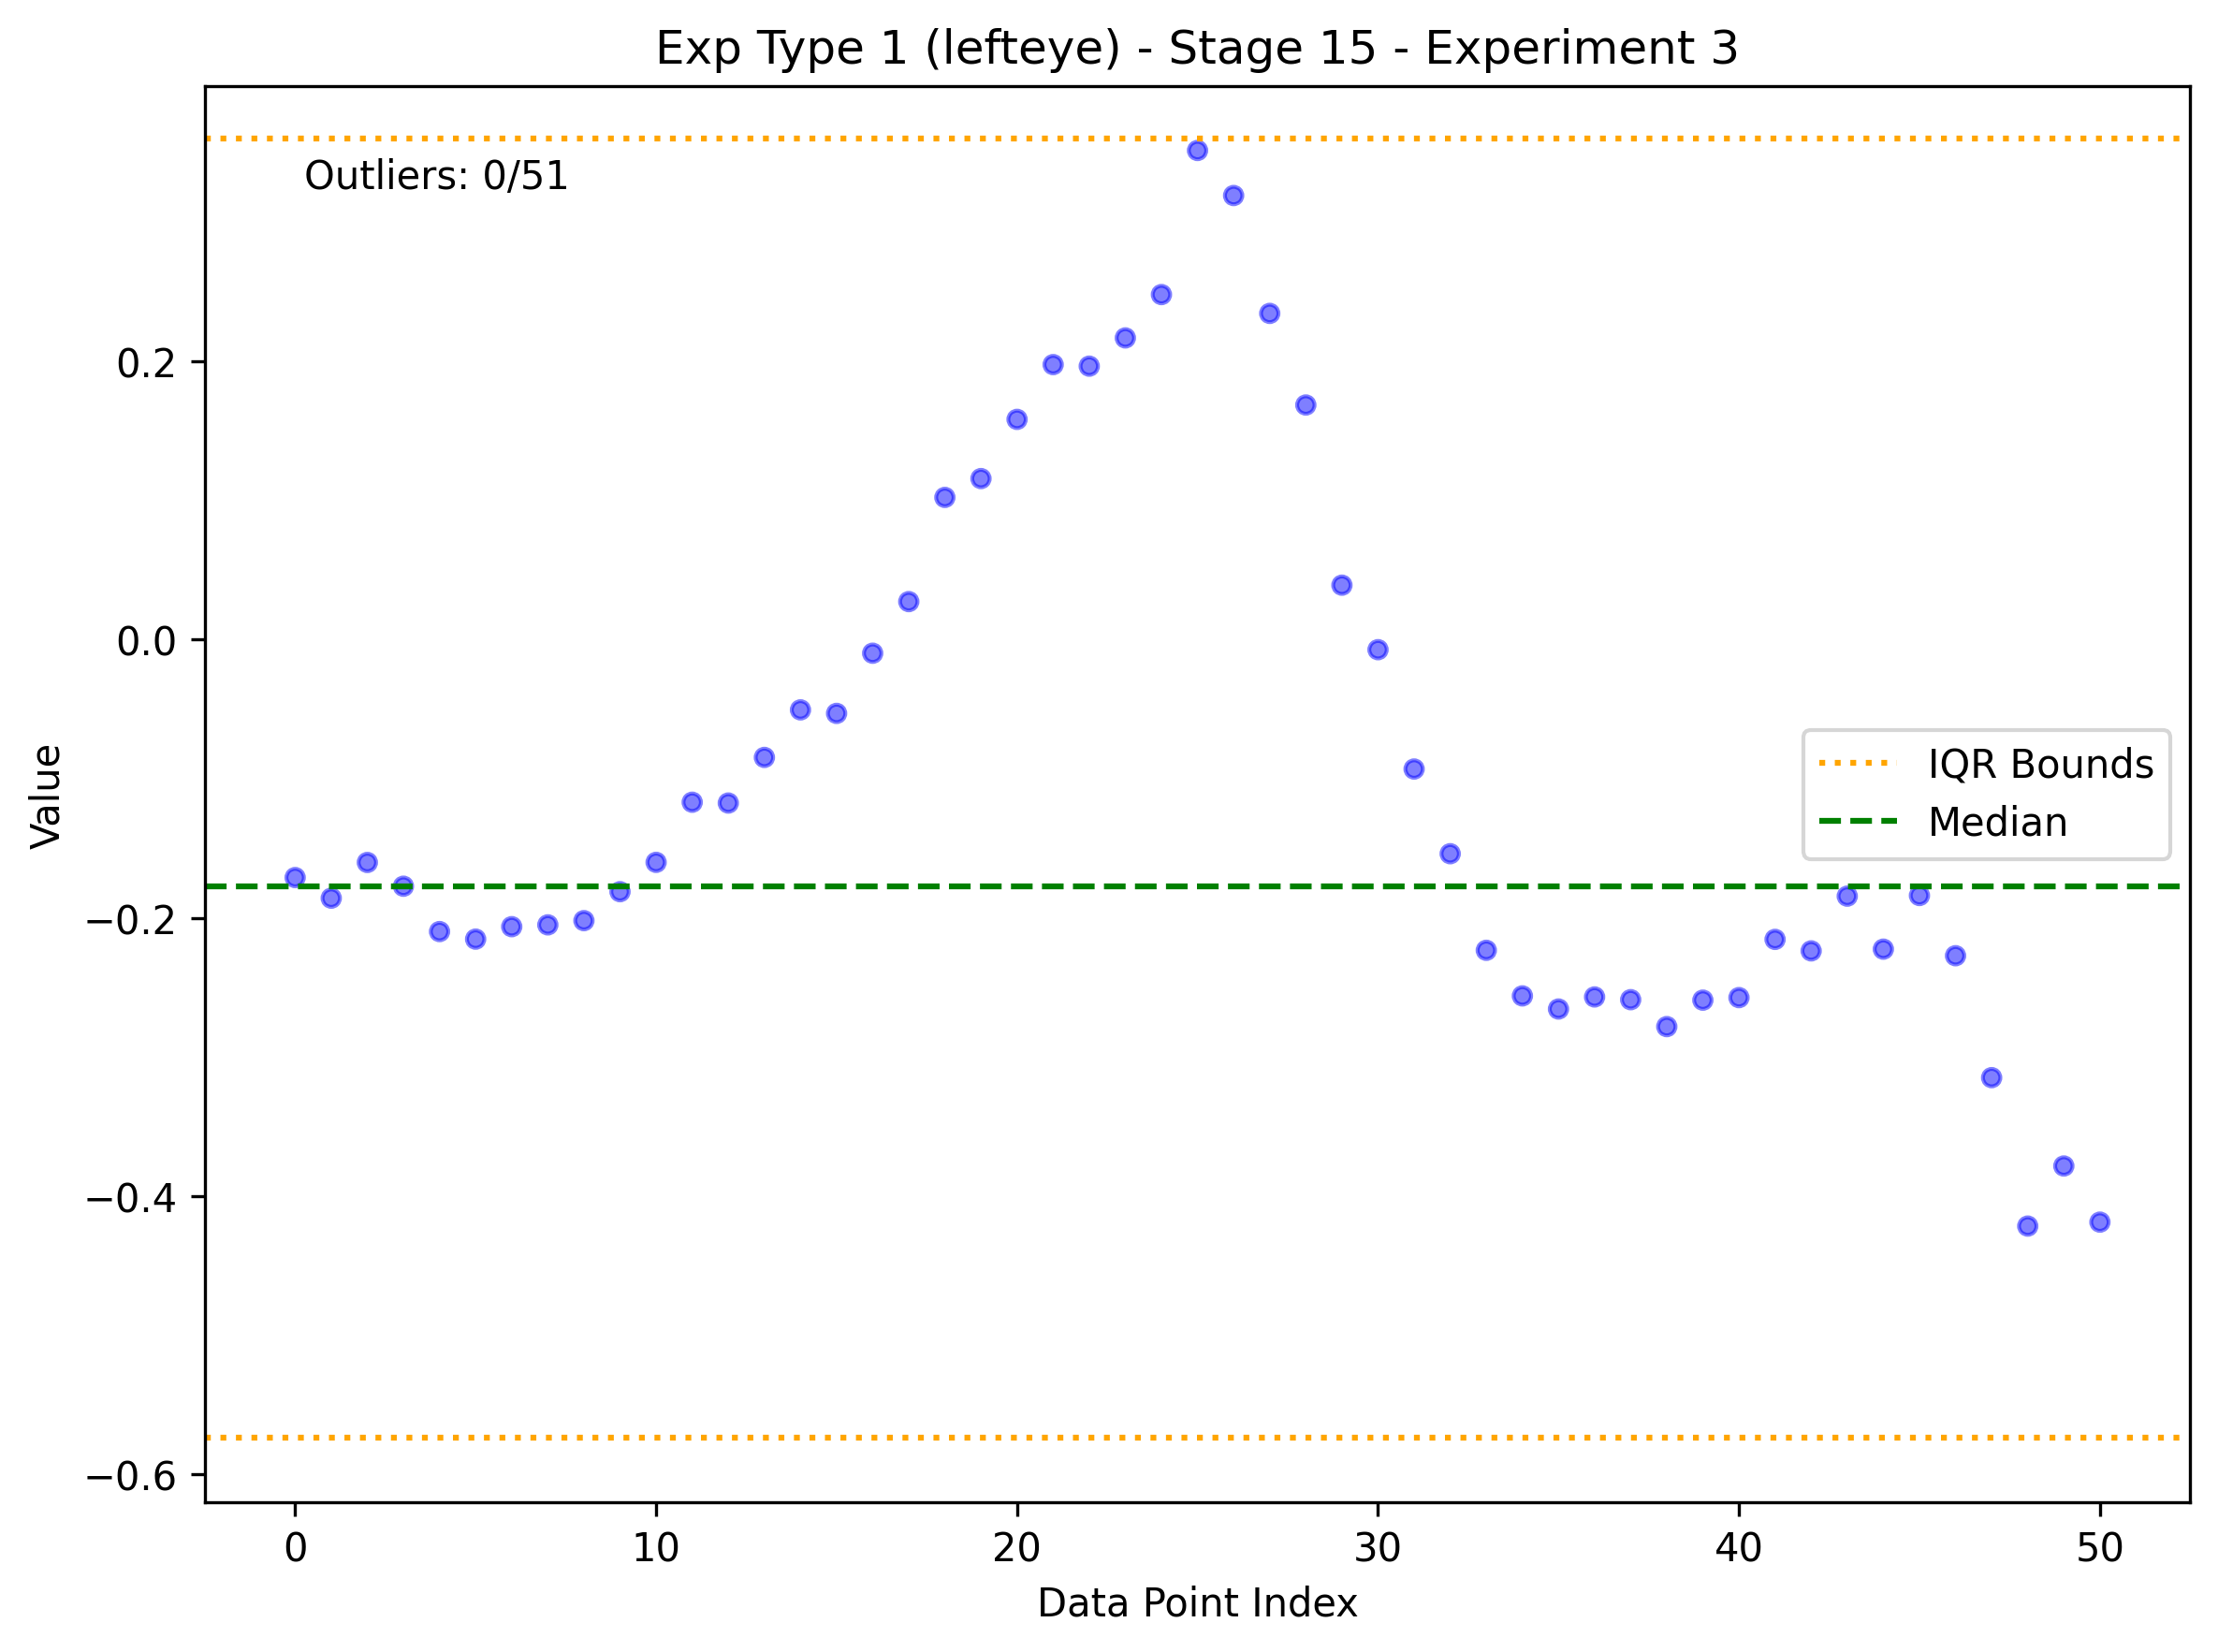 Exp Type 1 (lefteye) - Stage 15 - Experiment 3
Outliers: 0/51
0.2
0.0
−0.2
−0.4
−0.6
Value
IQR Bounds
Median
0 10 20 30 40 50
Data Point Index